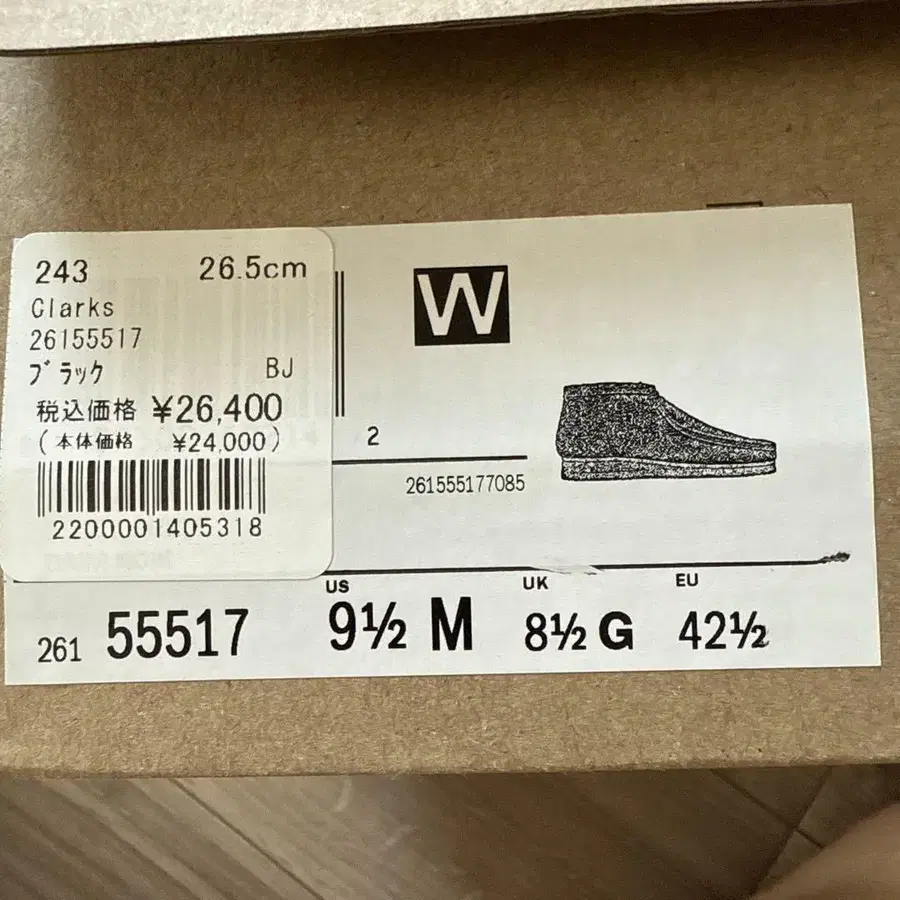 243 26.5cm
Clarks
26155517
ブラック BJ
税込価格 ¥26,400
(本体価格 ¥24,000)
2200001405318
W
2
261555177085
US UK EU
261 55517 9½ M 8½ G 42½